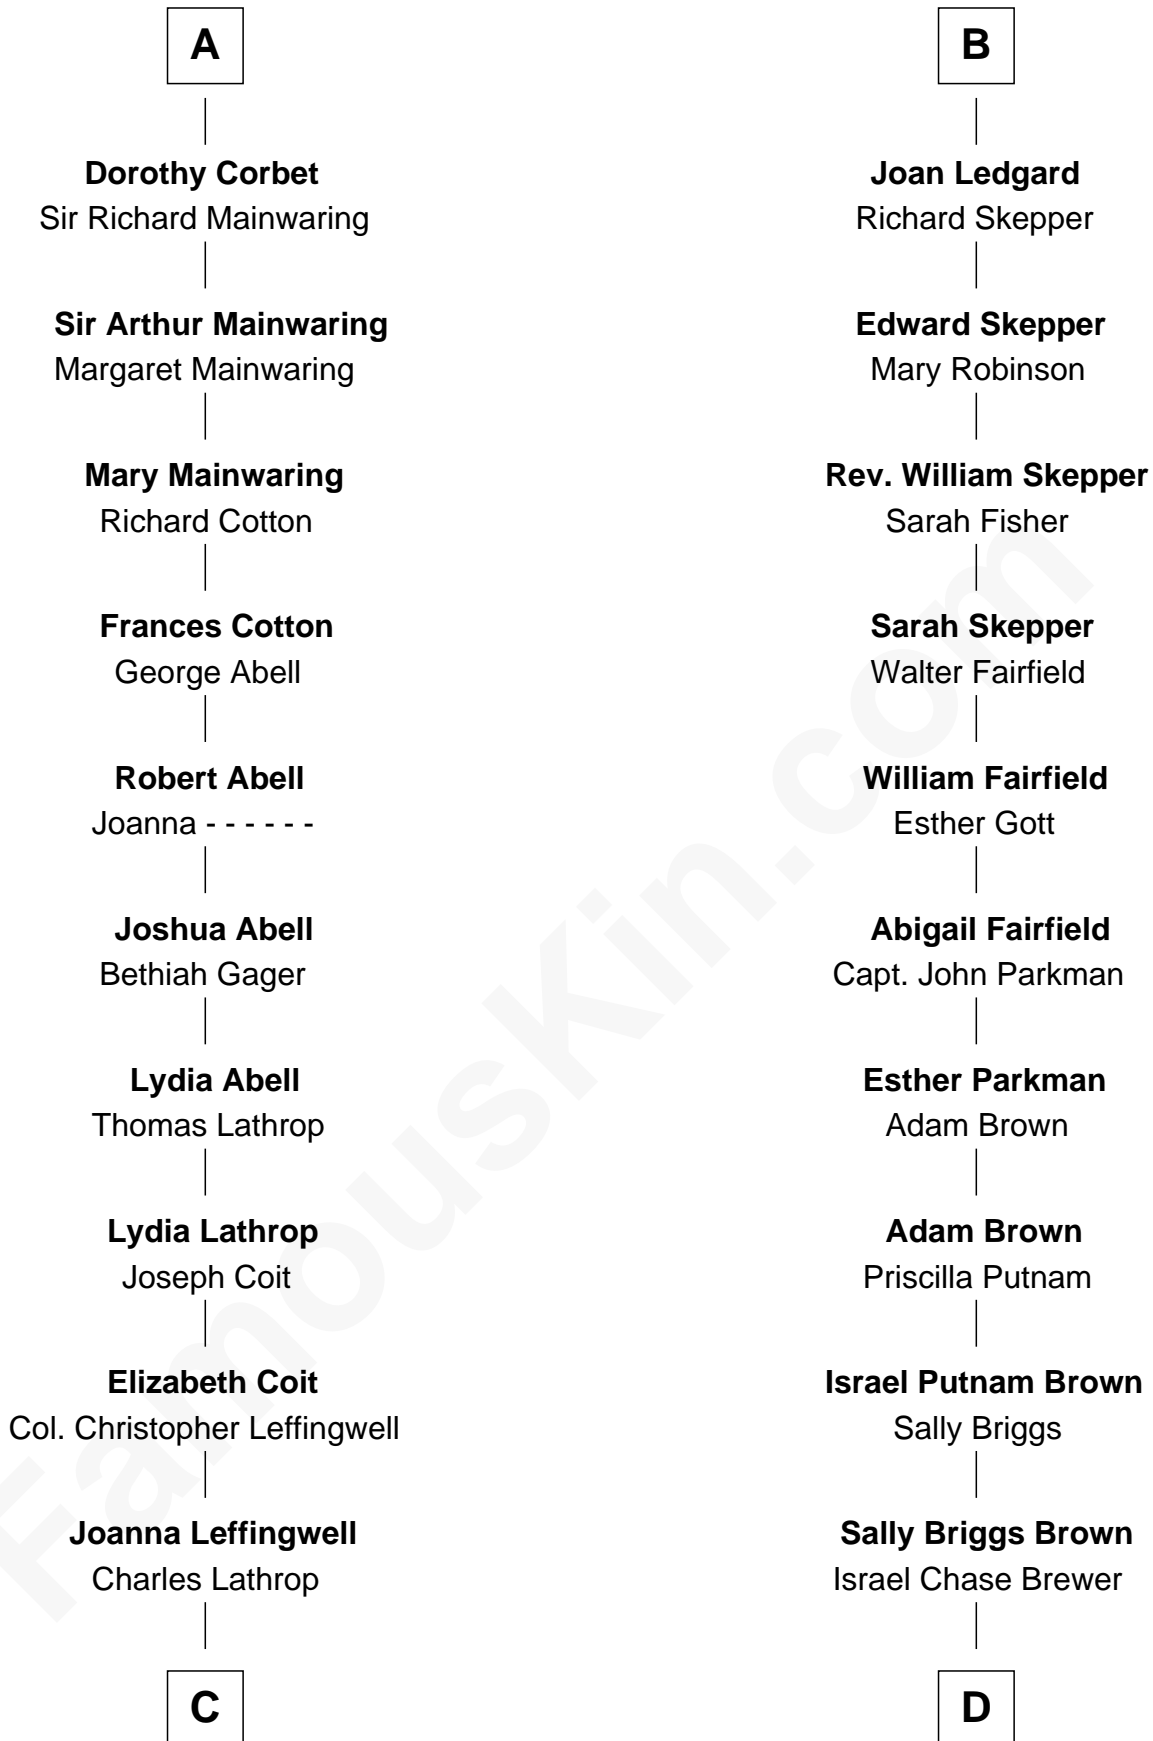 A
Dorothy Corbet
Sir Richard Mainwaring
Sir Arthur Mainwaring
Margaret Mainwaring
Mary Mainwaring
Richard Cotton
Frances Cotton
George Abell
Robert Abell
Joanna - - - - - -
Joshua Abell
Bethiah Gager
Lydia Abell
Thomas Lathrop
Lydia Lathrop
Joseph Coit
Elizabeth Coit
Col. Christopher Leffingwell
Joanna Leffingwell
Charles Lathrop
C
B
Joan Ledgard
Richard Skepper
Edward Skepper
Mary Robinson
Rev. William Skepper
Sarah Fisher
Sarah Skepper
Walter Fairfield
William Fairfield
Esther Gott
Abigail Fairfield
Capt. John Parkman
Esther Parkman
Adam Brown
Adam Brown
Priscilla Putnam
Israel Putnam Brown
Sally Briggs
Sally Briggs Brown
Israel Chase Brewer
D
FamousKin.com